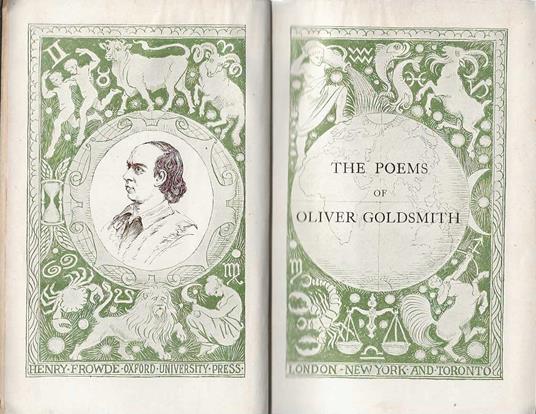 HENRY·FROWDE·OXFORD·UNIVERSITY·PRESS·
THE POEMS
OF
OLIVER GOLDSMITH
LONDON·NEW·YORK·AND·TORONTO